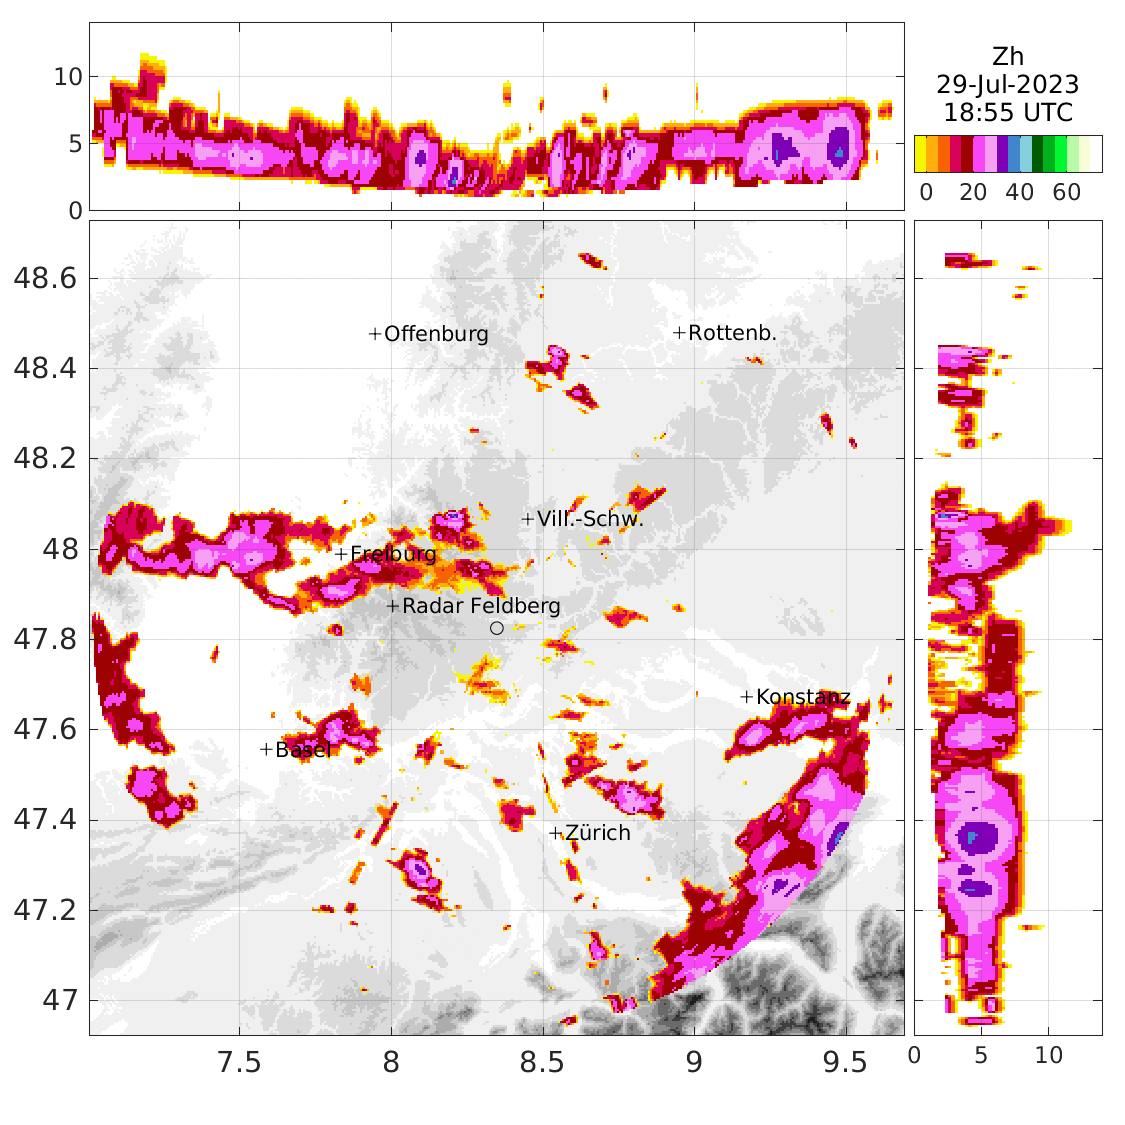 10
5
0
Zh
29-Jul-2023
18:55 UTC
0 20 40 60
48.6
48.4
48.2
48
47.8
47.6
47.4
47.2
47
+Offenburg
+Rottenb.
+Vill.-Schw.
+Freiburg
+Radar Feldberg
+Konstanz
+Basel
+Zürich
7.5 8 8.5 9 9.5
0 5 10